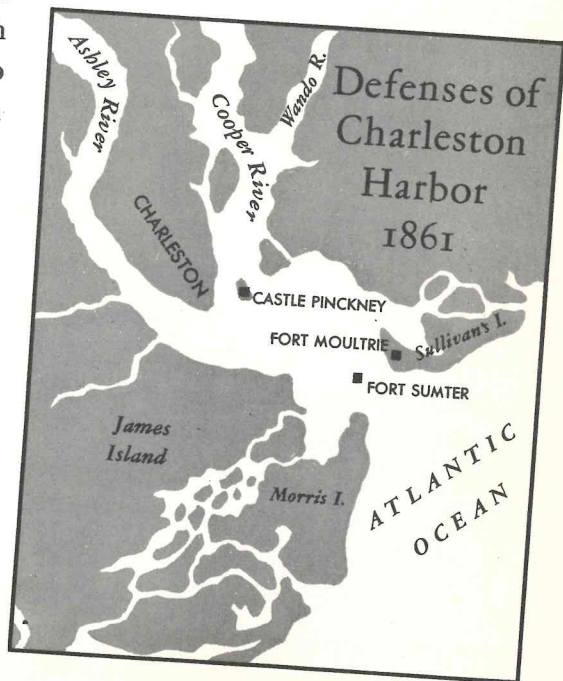 Ashley River
Cooper River
Wando R.
Defenses of
Charleston
Harbor
1861
CHARLESTON
CASTLE PINCKNEY
FORT MOULTRIE
Sullivan's I.
FORT SUMTER
James
Island
Morris I.
ATLANTIC
OCEAN